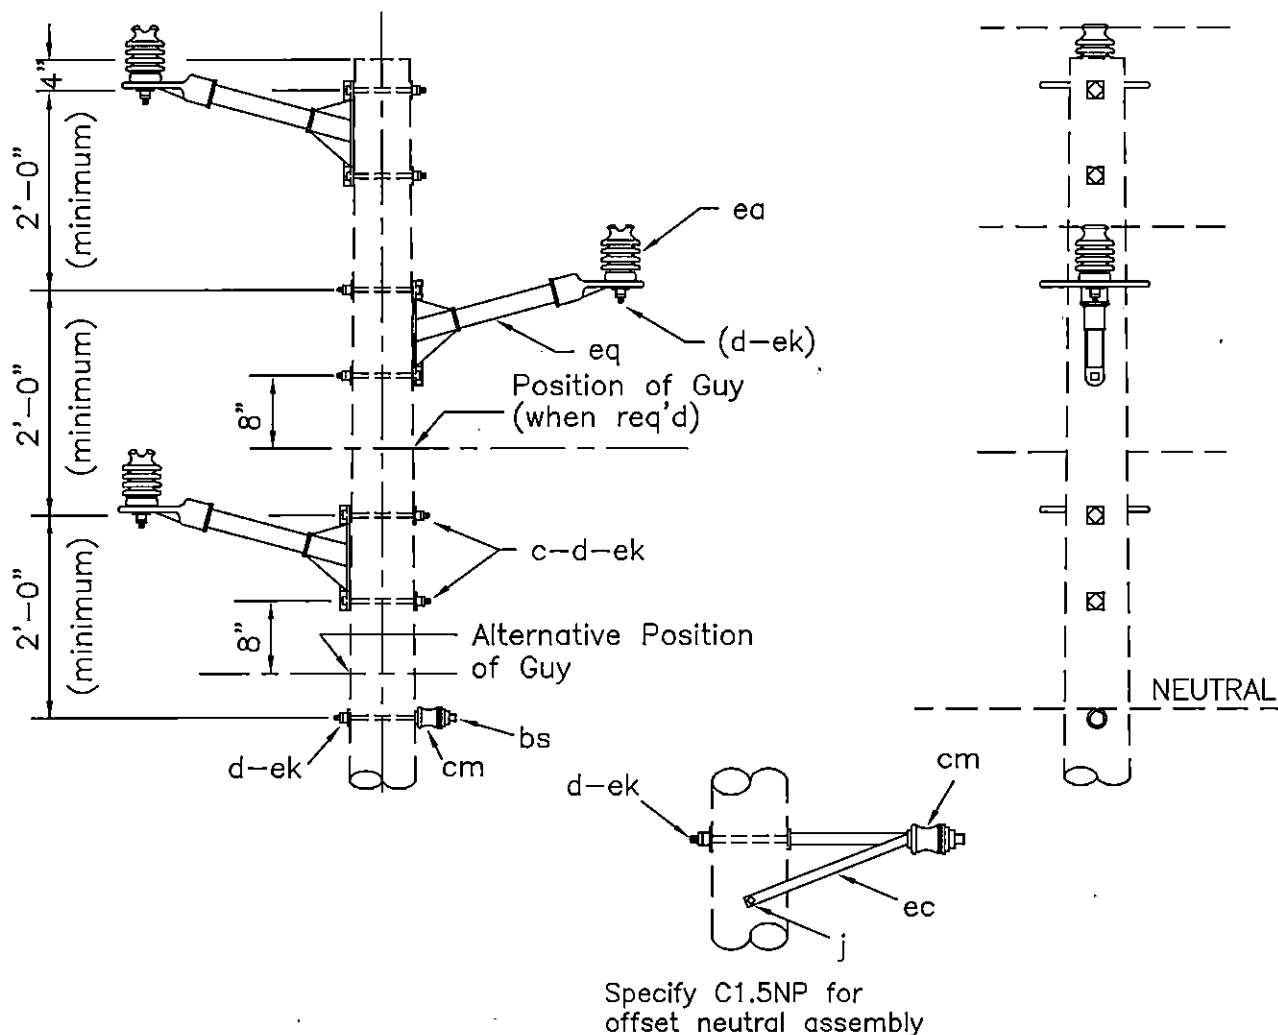 4"
2'-0"
(minimum)
ea
(d-ek)
eq
Position of Guy
(when req'd)
8"
2'-0"
(minimum)
c-d-ek
2'-0"
(minimum)
8"
Alternative Position
of Guy
NEUTRAL
d-ek
cm
bs
d-ek
cm
ec
j
Specify C1.5NP for
offset neutral assembly